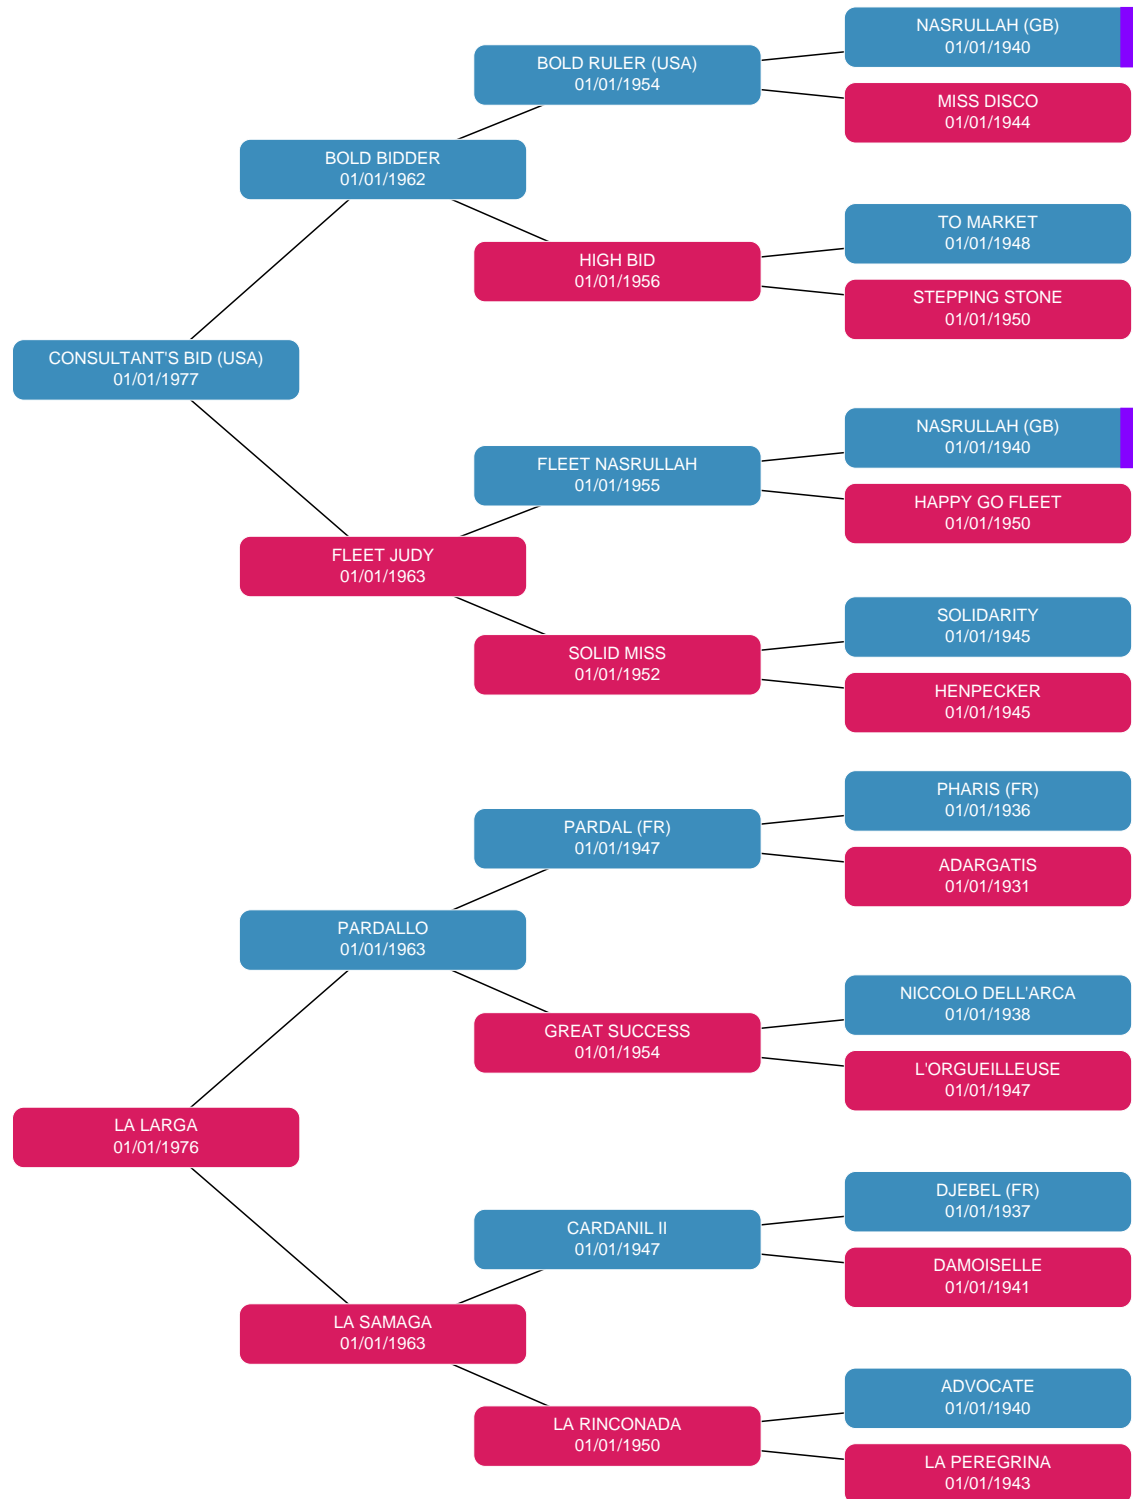 NASRULLAH (GB)
01/01/1940
BOLD RULER (USA)
01/01/1954
MISS DISCO
01/01/1944
BOLD BIDDER
01/01/1962
TO MARKET
01/01/1948
HIGH BID
01/01/1956
STEPPING STONE
01/01/1950
CONSULTANT'S BID (USA)
01/01/1977
NASRULLAH (GB)
01/01/1940
FLEET NASRULLAH
01/01/1955
HAPPY GO FLEET
01/01/1950
FLEET JUDY
01/01/1963
SOLIDARITY
01/01/1945
SOLID MISS
01/01/1952
HENPECKER
01/01/1945
PHARIS (FR)
01/01/1936
PARDAL (FR)
01/01/1947
ADARGATIS
01/01/1931
PARDALLO
01/01/1963
NICCOLO DELL'ARCA
01/01/1938
GREAT SUCCESS
01/01/1954
L'ORGUEILLEUSE
01/01/1947
LA LARGA
01/01/1976
DJEBEL (FR)
01/01/1937
CARDANIL II
01/01/1947
DAMOISELLE
01/01/1941
LA SAMAGA
01/01/1963
ADVOCATE
01/01/1940
LA RINCONADA
01/01/1950
LA PEREGRINA
01/01/1943